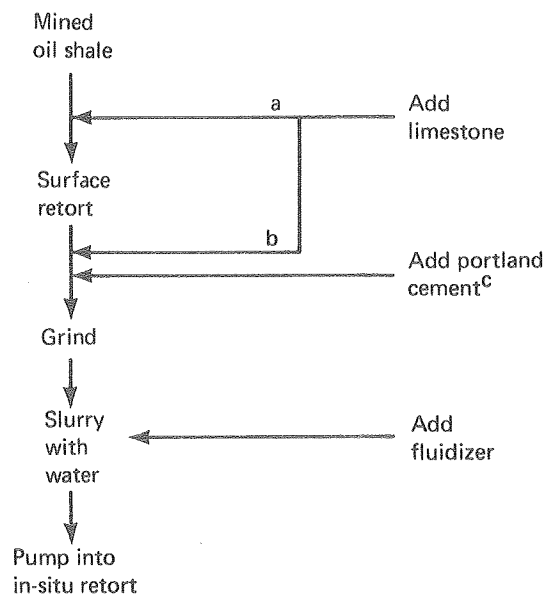 Mined
oil shale
a
Add
limestone
Surface
retort
b
Add portland
cement^c
Grind
Slurry
with
water
Add
fluidizer
Pump into
in-situ retort